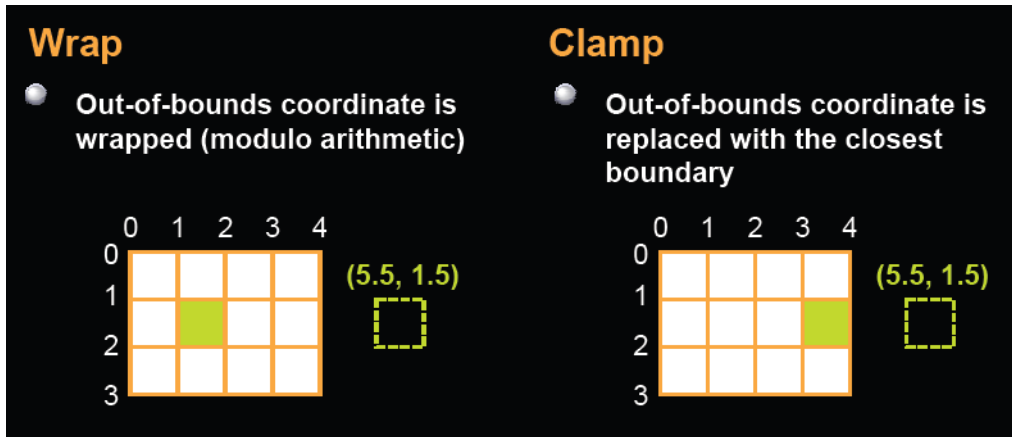 Wrap
Out-of-bounds coordinate is
wrapped (modulo arithmetic)
0 1 2 3 4
0
1
2
3
(5.5, 1.5)
Clamp
Out-of-bounds coordinate is
replaced with the closest
boundary
0 1 2 3 4
0
1
2
3
(5.5, 1.5)